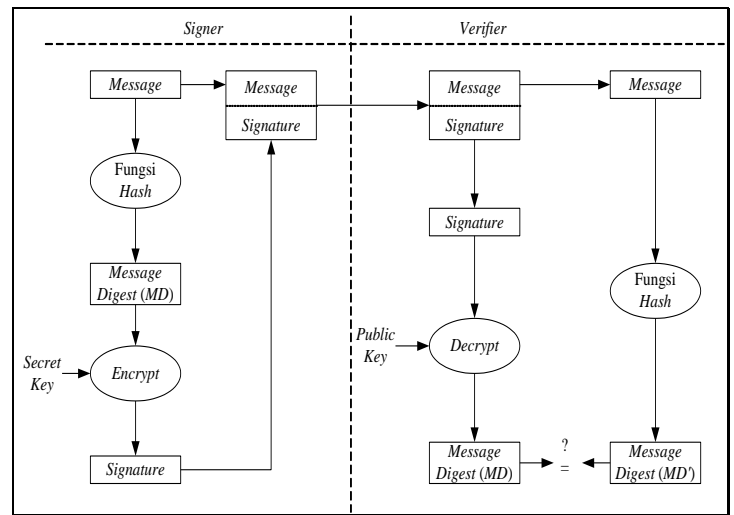 Signer
Verifier
Message
Message
Signature
Fungsi
Hash
Message
Digest (MD)
Secret
Key
Encrypt
Signature
Message
Signature
Signature
Public
Key
Decrypt
Message
Digest (MD)
?
=
Message
Fungsi
Hash
Message
Digest (MD')